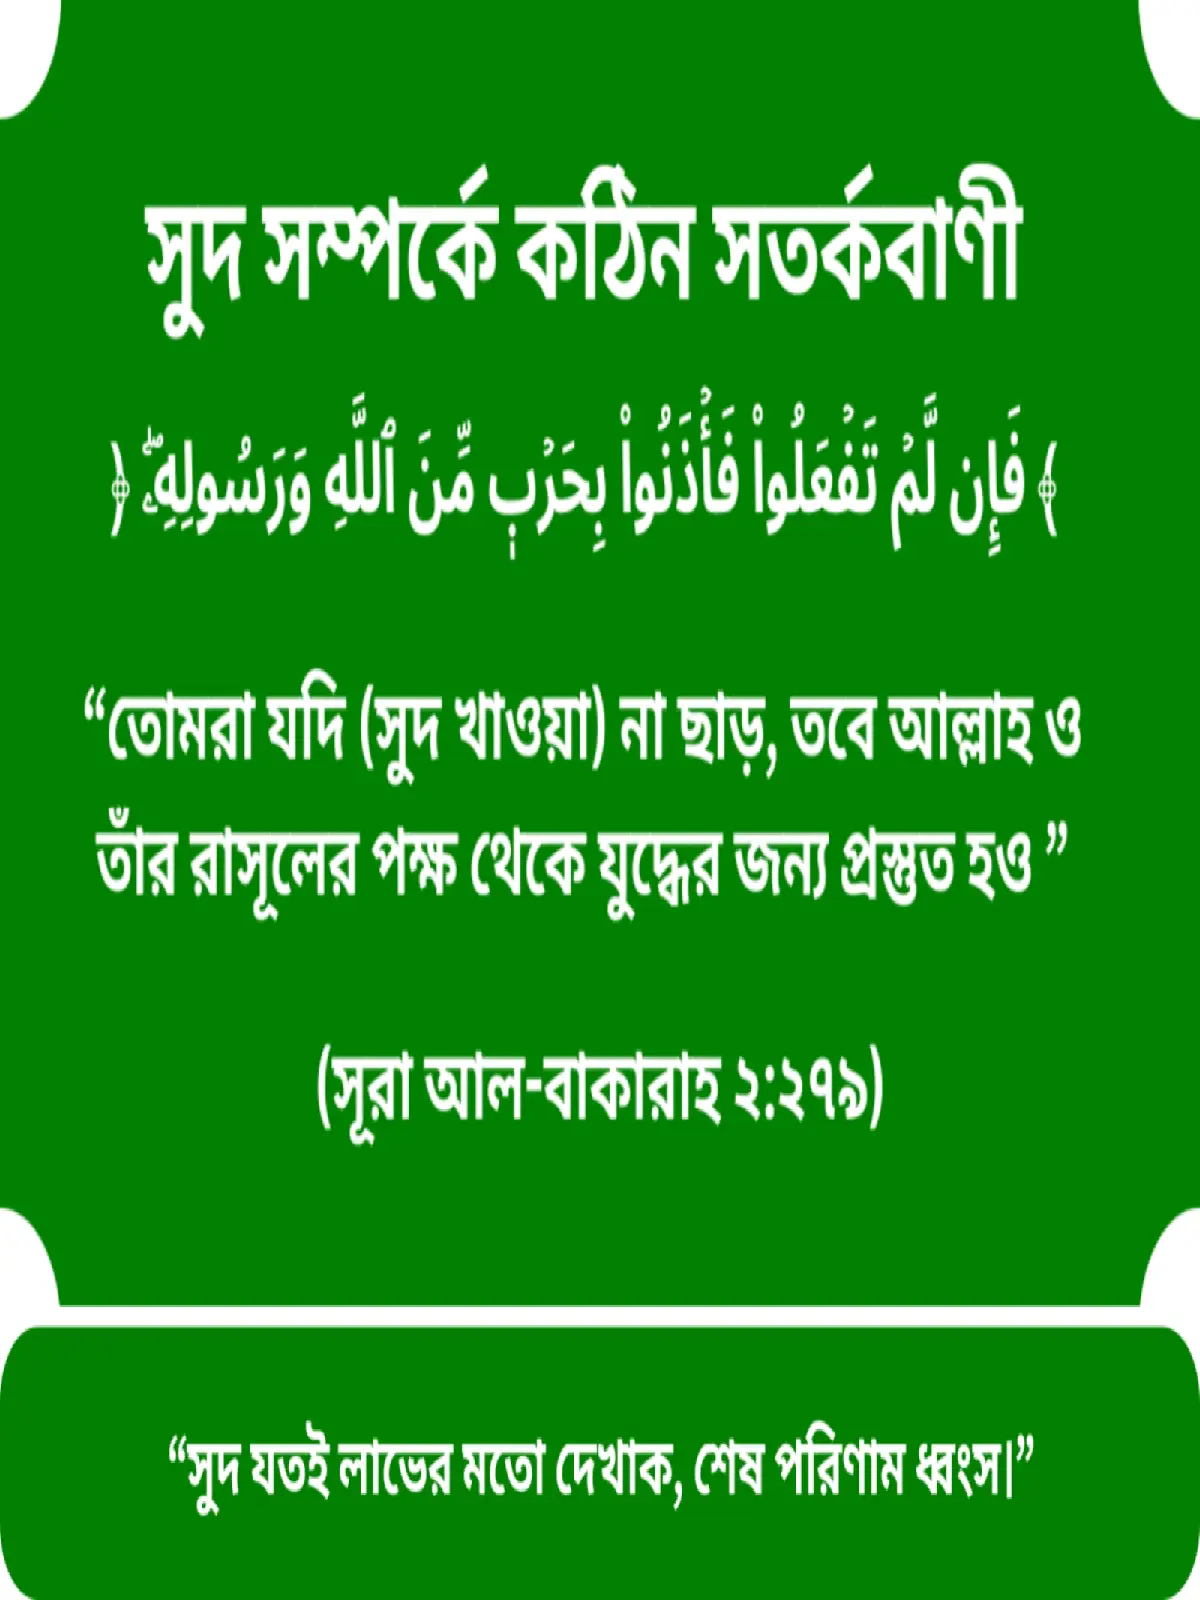 সুদ সম্পর্কে কঠিন সতর্কবাণী
﴿ فَإِن لَّمۡ تَفۡعَلُواْ فَأۡذَنُواْ بِحَرۡبٖ مِّنَ ٱللَّهِ وَرَسُولِهِۦۖ ﴾
“তোমরা যদি (সুদ খাওয়া) না ছাড়, তবে আল্লাহ ও
তাঁর রাসূলের পক্ষ থেকে যুদ্ধের জন্য প্রস্তুত হও ”
(সূরা আল-বাকারাহ ২:২৭৯)
“সুদ যতই লাভের মতো দেখাক, শেষ পরিণাম ধ্বংস।”